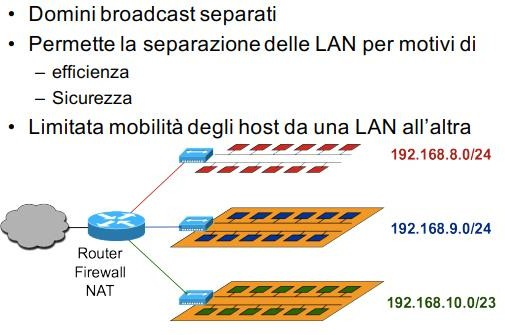 • Domini broadcast separati
• Permette la separazione delle LAN per motivi di
– efficienza
– Sicurezza
• Limitata mobilità degli host da una LAN all'altra
192.168.8.0/24
192.168.9.0/24
Router
Firewall
NAT
192.168.10.0/23